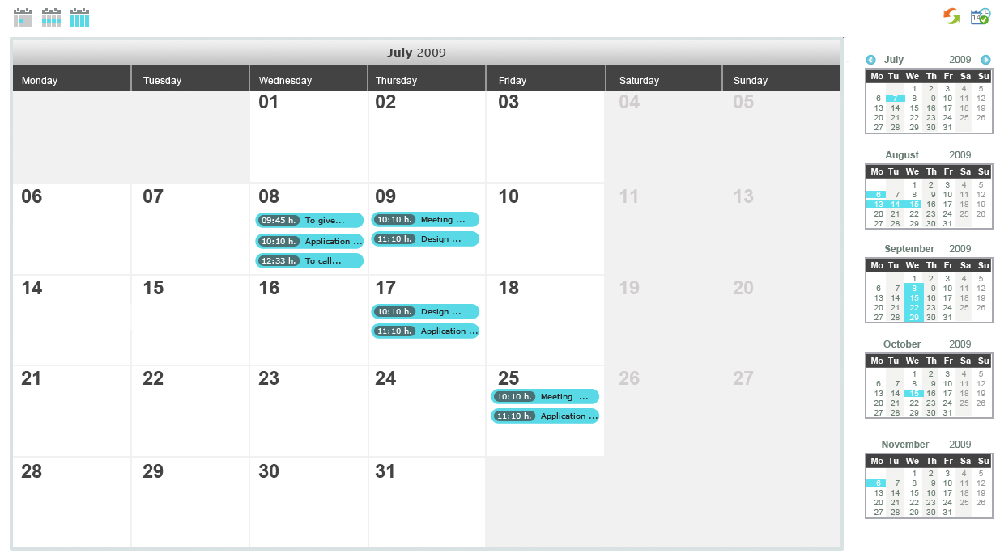 July 2009
Monday Tuesday Wednesday Thursday Friday Saturday Sunday
01 02 03 04 05
06 07 08 09 10 11 13
09:45 h. To give...
10:10 h. Application ...
12:33 h. To call...
10:10 h. Meeting ...
11:10 h. Design ...
14 15 16 17 18 19 20
10:10 h. Design ...
11:10 h. Application ...
21 22 23 24 25 26 27
10:10 h. Meeting ...
11:10 h. Application ...
28 29 30 31
14
July 2009
Mo Tu We Th Fr Sa Su
1 2 3 4 5
6 7 8 9 10 11 12
13 14 15 16 17 18 19
20 21 22 23 24 25 26
27 28 29 30 31
August 2009
Mo Tu We Th Fr Sa Su
1 2 3 4 5
6 7 8 9 10 11 12
13 14 15 16 17 18 19
20 21 22 23 24 25 26
27 28 29 30 31
September 2009
Mo Tu We Th Fr Sa Su
1 2 3 4 5
6 7 8 9 10 11 12
13 14 15 16 17 18 19
20 21 22 23 24 25 26
27 28 29 30 31
October 2009
Mo Tu We Th Fr Sa Su
1 2 3 4 5
6 7 8 9 10 11 12
13 14 15 16 17 18 19
20 21 22 23 24 25 26
27 28 29 30 31
November 2009
Mo Tu We Th Fr Sa Su
1 2 3 4 5
6 7 8 9 10 11 12
13 14 15 16 17 18 19
20 21 22 23 24 25 26
27 28 29 30 31